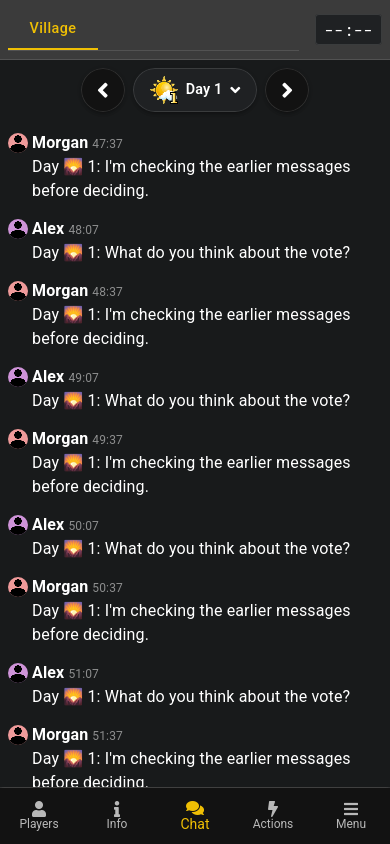 Village
--:--
Day 1
Morgan 47:37
Day 🌄 1: I'm checking the earlier messages
before deciding.
Alex 48:07
Day 🌄 1: What do you think about the vote?
Morgan 48:37
Day 🌄 1: I'm checking the earlier messages
before deciding.
Alex 49:07
Day 🌄 1: What do you think about the vote?
Morgan 49:37
Day 🌄 1: I'm checking the earlier messages
before deciding.
Alex 50:07
Day 🌄 1: What do you think about the vote?
Morgan 50:37
Day 🌄 1: I'm checking the earlier messages
before deciding.
Alex 51:07
Day 🌄 1: What do you think about the vote?
Morgan 51:37
Day 🌄 1: I'm checking the earlier messages
before deciding.
Players Info Chat Actions Menu